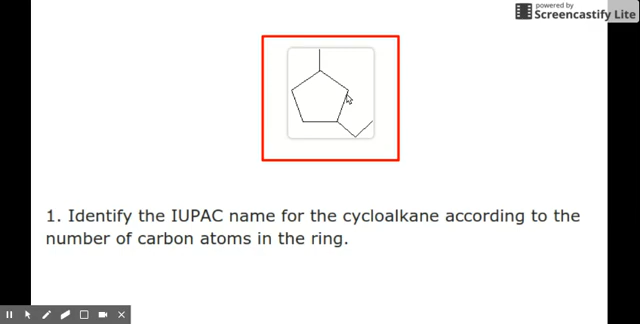 powered by
Screencastify Lite
1. Identify the IUPAC name for the cycloalkane according to the
number of carbon atoms in the ring.